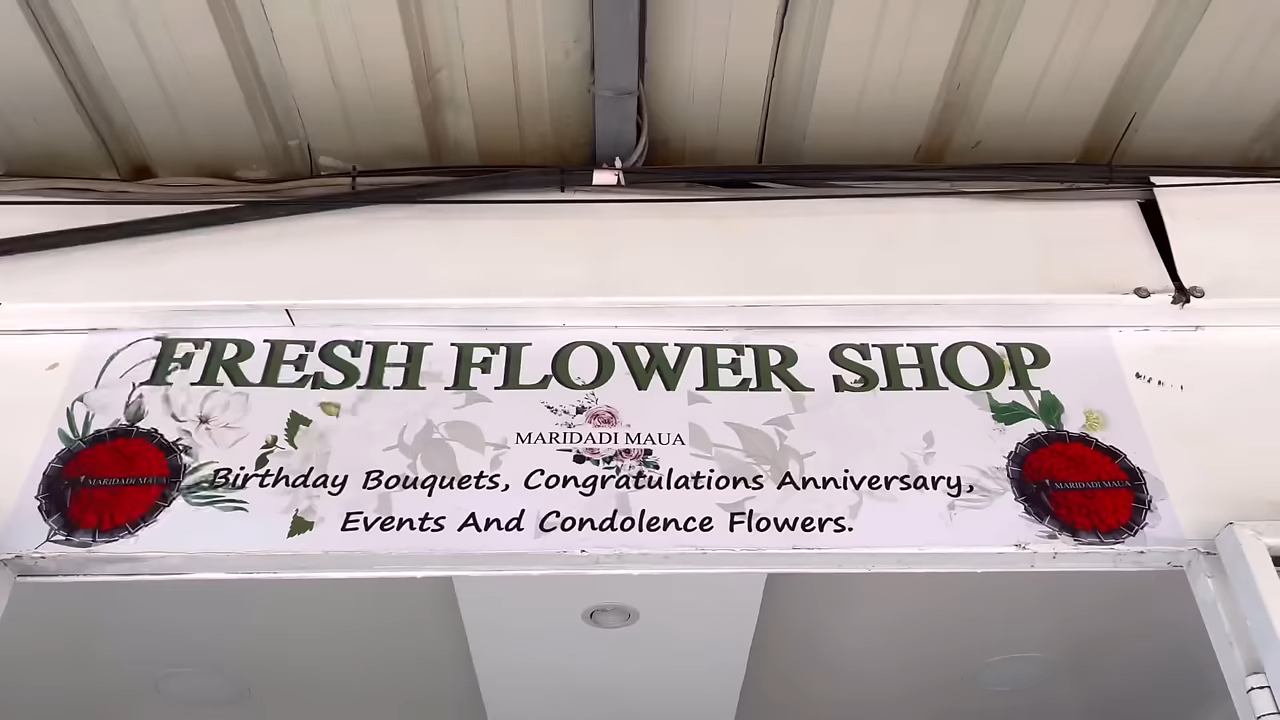 FRESH FLOWER SHOP
MARIDADI MAUA
Birthday Bouquets, Congratulations Anniversary,
Events And Condolence Flowers.
MARIDADI MAUA
MARIDADI MAUA